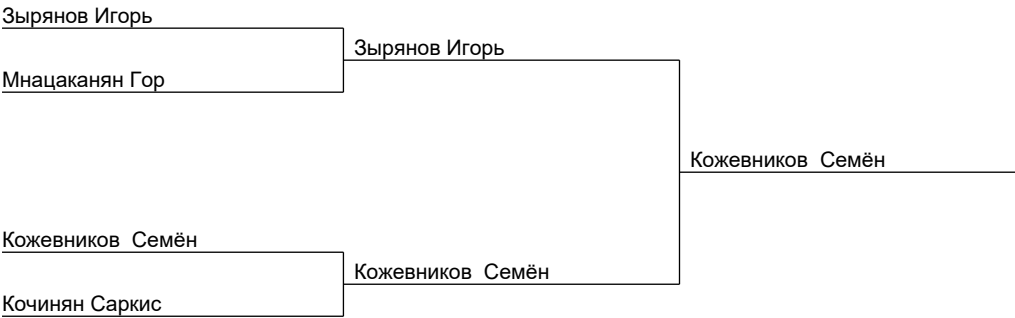 Зырянов Игорь
Зырянов Игорь
Мнацаканян Гор
Кожевников  Семён
Кожевников  Семён
Кожевников  Семён
Кочинян Саркис